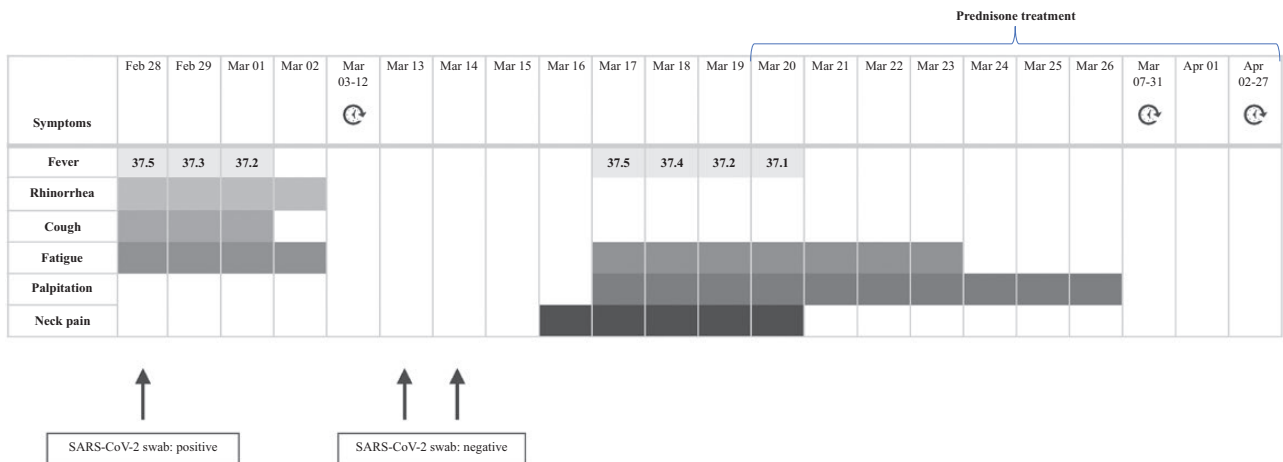 Prednisone treatment
Feb 28 Feb 29 Mar 01 Mar 02 Mar 03-12 Mar 13 Mar 14 Mar 15 Mar 16 Mar 17 Mar 18 Mar 19 Mar 20 Mar 21 Mar 22 Mar 23 Mar 24 Mar 25 Mar 26 Mar 07-31 Apr 01 Apr 02-27
Symptoms
Fever 37.5 37.3 37.2 37.5 37.4 37.2 37.1
Rhinorrhea
Cough
Fatigue
Palpitation
Neck pain
SARS-CoV-2 swab: positive SARS-CoV-2 swab: negative